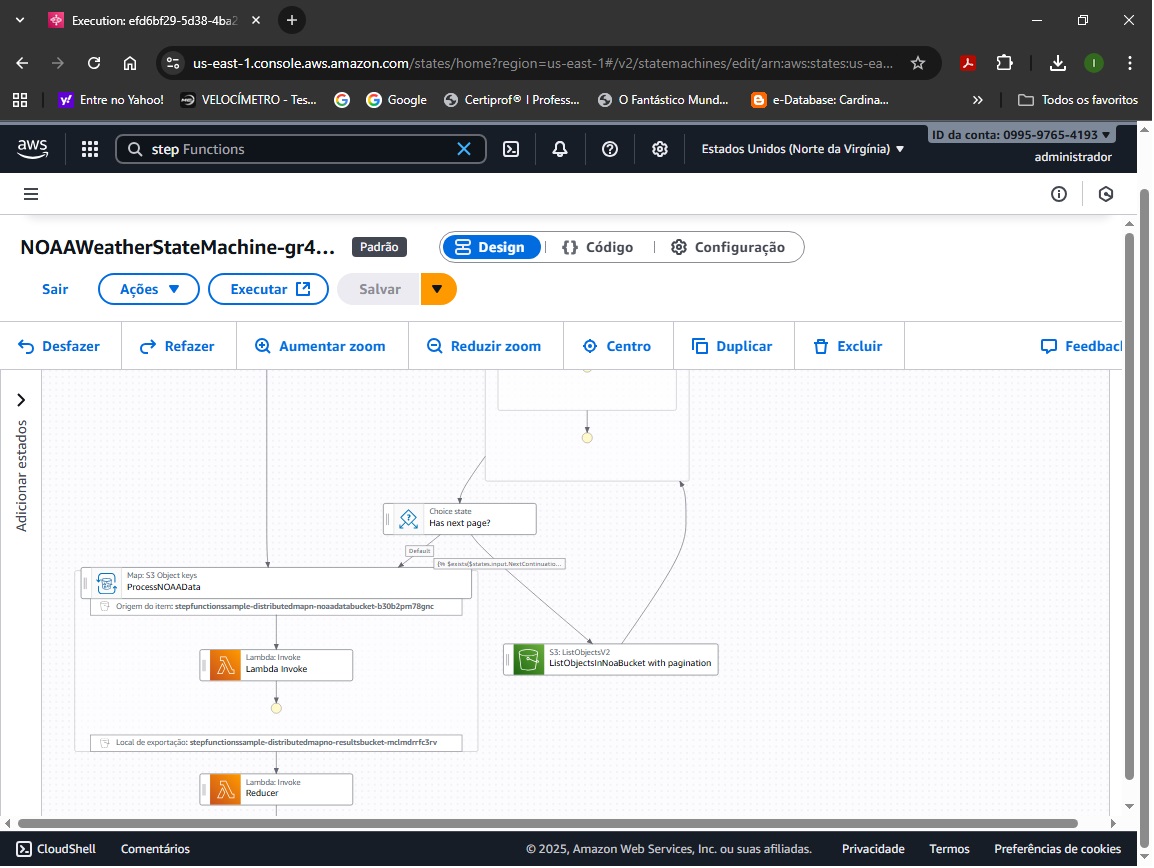 Execution: efd6bf29-5d38-4ba2
us-east-1.console.aws.amazon.com/states/home?region=us-east-1#/v2/statemachines/edit/arn:aws:states:us-ea...
Entre no Yahoo!
VELOCÍMETRO - Tes...
Google
Certiprof® I Profess...
O Fantástico Mund...
e-Database: Cardina...
»
Todos os favoritos
aws
step Functions
Estados Unidos (Norte da Virgínia)
ID da conta: 0995-9765-4193
administrador
NOAAWeatherStateMachine-gr4...
Padrão
Design
{} Código
Configuração
Sair
Ações
Executar
Salvar
Desfazer
Refazer
Aumentar zoom
Reduzir zoom
Centro
Duplicar
Excluir
Feedbac
Adicionar estados
Choice state
Has next page?
Default
{% $exists($states.input.NextContinuatio...
Map: S3 Object keys
ProcessNOAAData
Origem do item: stepfunctionssample-distributedmapn-noaadatabucket-b30b2pm78gnc
Lambda: Invoke
Lambda Invoke
S3: ListObjectsV2
ListObjectsInNoaBucket with pagination
Local de exportação: stepfunctionssample-distributedmapno-resultsbucket-mclmdrrfc3rv
Lambda: Invoke
Reducer
CloudShell
Comentários
© 2025, Amazon Web Services, Inc. ou suas afiliadas.
Privacidade
Termos
Preferências de cookies